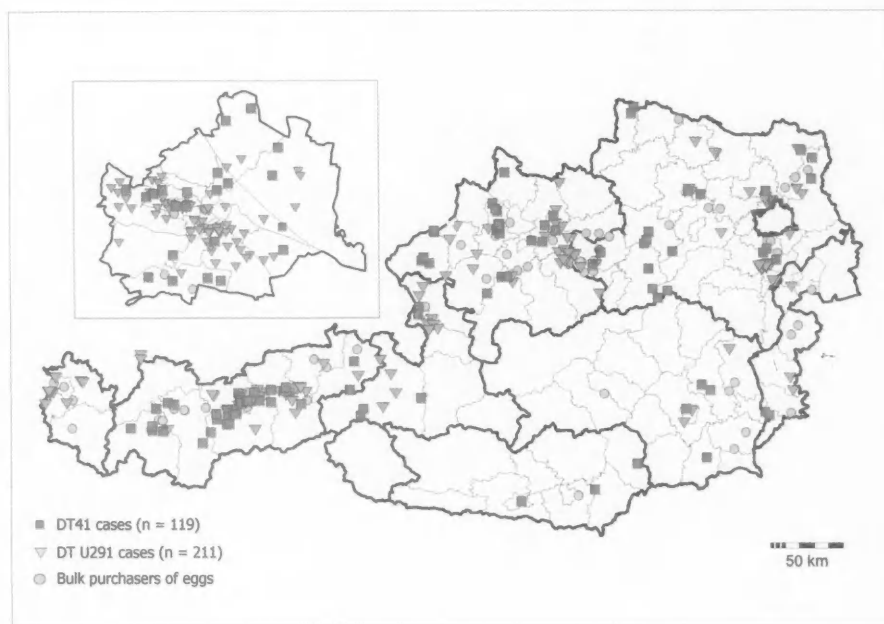 DT41 cases (n = 119)
DT U291 cases (n = 211)
Bulk purchasers of eggs
50 km